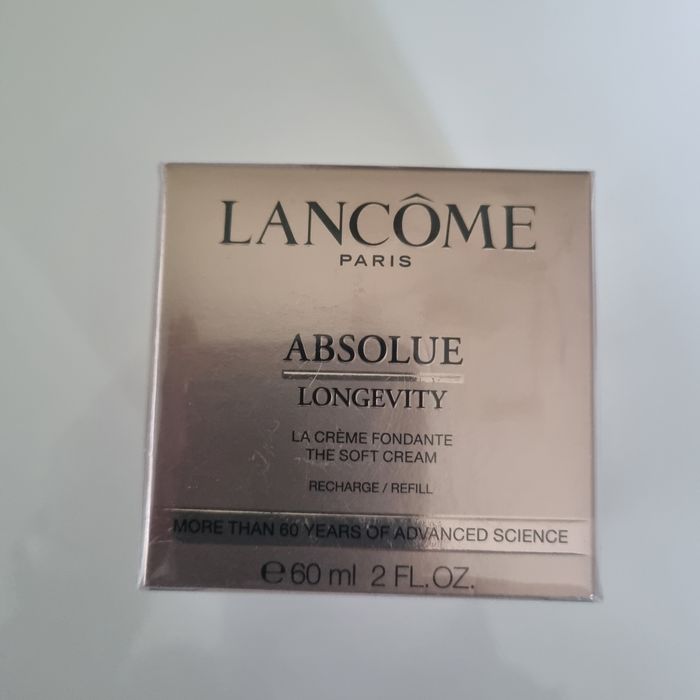 LANCÔME
PARIS
ABSOLUE
LONGEVITY
LA CRÈME FONDANTE
THE SOFT CREAM
RECHARGE / REFILL
MORE THAN 60 YEARS OF ADVANCED SCIENCE
℮ 60 ml 2 FL.OZ.